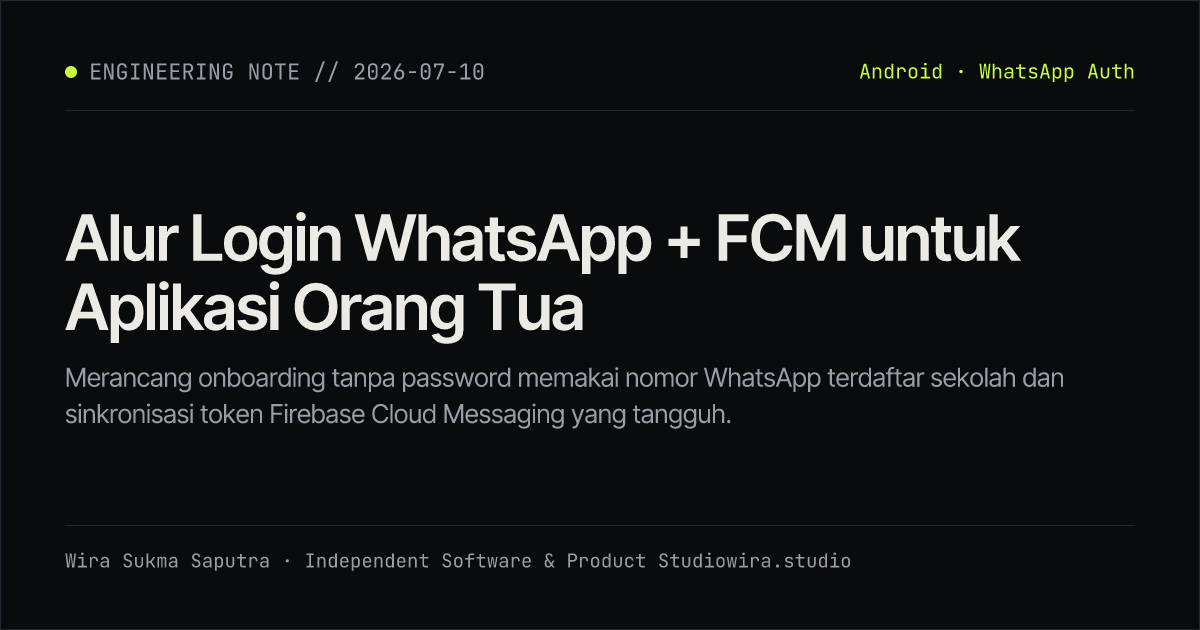 ENGINEERING NOTE // 2026-07-10
Android · WhatsApp Auth
Alur Login WhatsApp + FCM untuk
Aplikasi Orang Tua
Merancang onboarding tanpa password memakai nomor WhatsApp terdaftar sekolah dan
sinkronisasi token Firebase Cloud Messaging yang tangguh.
Wira Sukma Saputra · Independent Software & Product Studiowira.studio